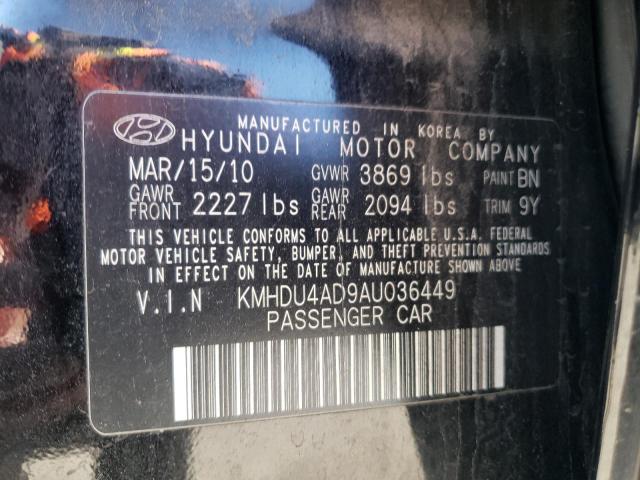 MANUFACTURED IN KOREA BY
HYUNDAI MOTOR COMPANY
MAR/15/10 GVWR 3869 lbs PAINT BN
GAWR FRONT 2227 lbs GAWR REAR 2094 lbs TRIM 9Y
THIS VEHICLE CONFORMS TO ALL APPLICABLE U.S.A. FEDERAL
MOTOR VEHICLE SAFETY, BUMPER, AND THEFT PREVENTION STANDARDS
IN EFFECT ON THE DATE OF MANUFACTURE SHOWN ABOVE
V.I.N KMHDU4AD9AU036449
PASSENGER CAR